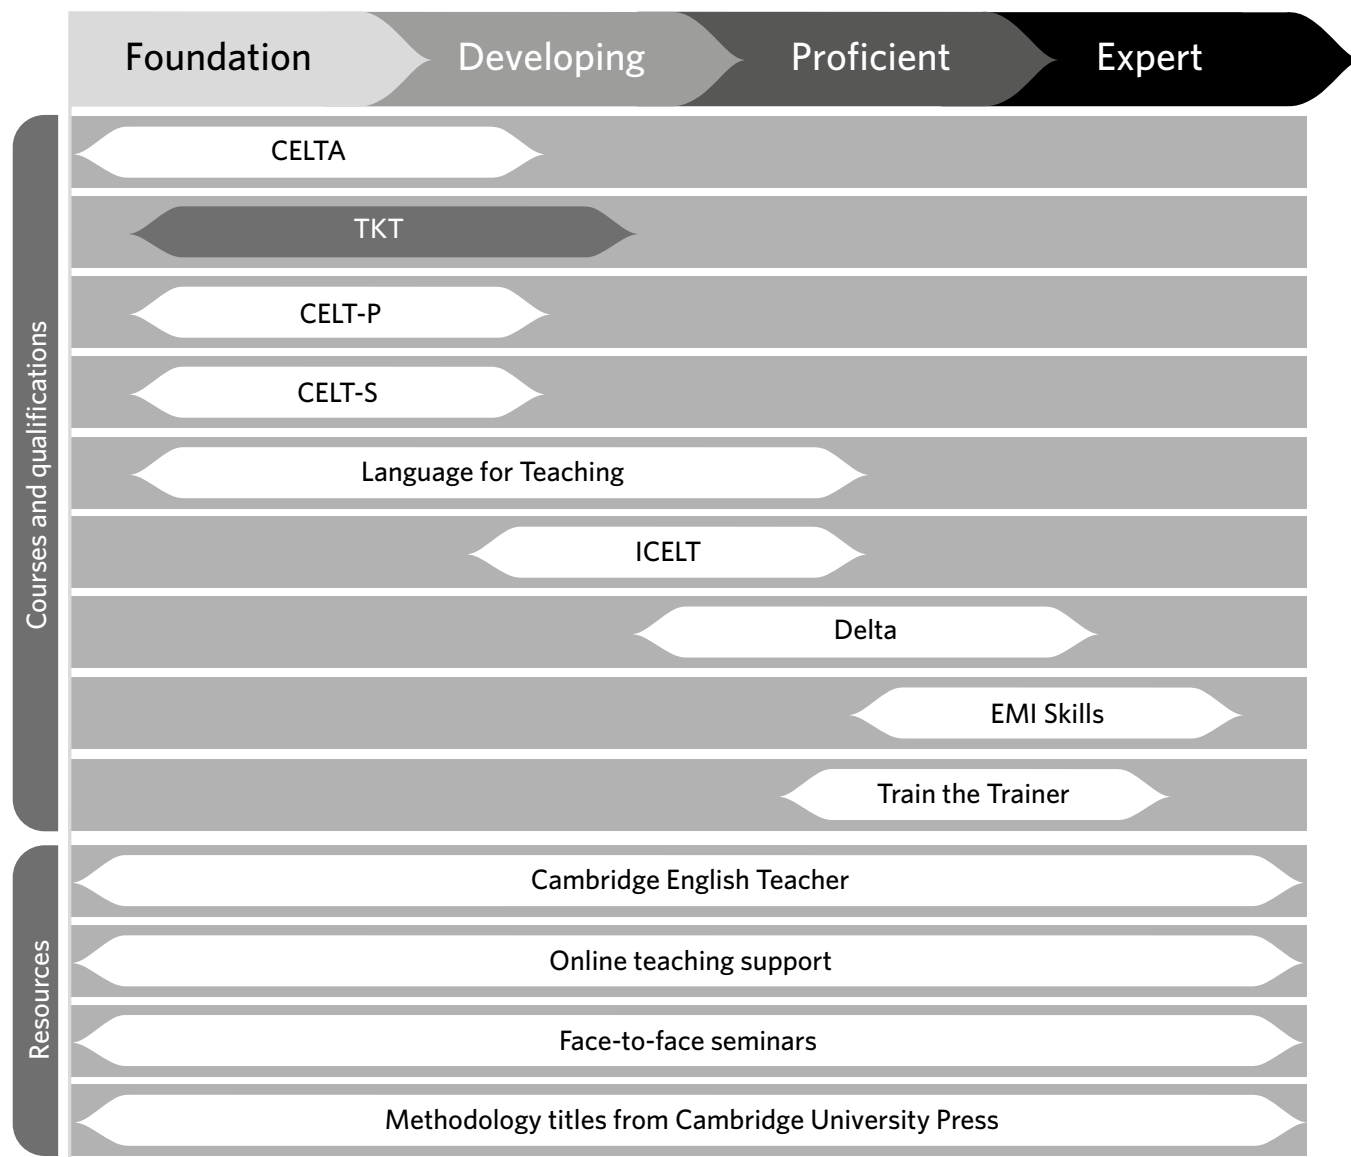 Foundation
Developing
Proficient
Expert
Courses and qualifications
CELTA
TKT
CELT-P
CELT-S
Language for Teaching
ICELT
Delta
EMI Skills
Train the Trainer
Resources
Cambridge English Teacher
Online teaching support
Face-to-face seminars
Methodology titles from Cambridge University Press